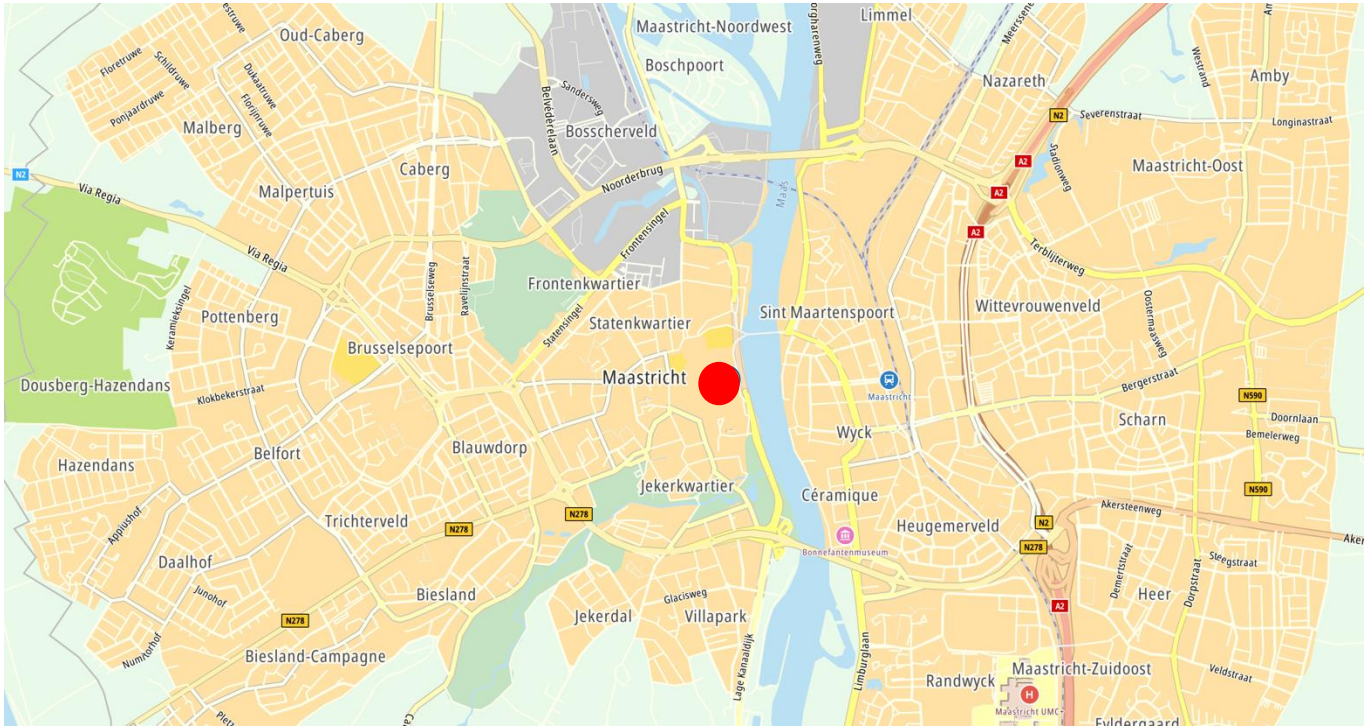 Maastricht-Noordwest
Limmel
Oud-Caberg
Meerssene
Boschpoort
Floretruwe
Schildruwe
Dukaatruwe
Florijnruwe
Ponjaardruwe
Malberg
Sandersweg
Belvédèrelaan
Bosscherveld
Nazareth
Westrand
Amby
N2
Severenstraat
Longinastraat
Stadionweg
A2
Maastricht-Oost
N2
Via Regia
Malpertuis
Caberg
Noorderbrug
Maas
A2
A2
Via Regia
Frontensingel
Terblijterweg
Keramieksingel
Pottenberg
Brusselseweg
Ravelijnstraat
Frontenkwartier
Statensingel
Statenkwartier
Sint Maartenspoort
Wittevrouwenveld
Oostermaasweg
Brusselsepoort
Maastricht
Maastricht
Bergerstraat
N590
Dousberg-Hazendans
Klokbekerstraat
Doornlaan
Scharn
Bemelerweg
Wyck
Hazendans
Belfort
Blauwdorp
Jekerkwartier
Céramique
N590
Akersteenweg
Appiushof
Trichterveld
N278
N278
Heugemerveld
N2
N278
Bonnefantenmuseum
Daalhof
Junohof
Biesland
Glacisweg
Jekerdal
Villapark
Demertstraat
Dorpstraat
Steegstraat
Heer
A2
N278
Biesland-Campagne
Lage Kanaaldijk
Limburglaan
Randwyck
Maastricht-Zuidoost
Veldstraat
H
Maastricht UMC+
Eyldergaard